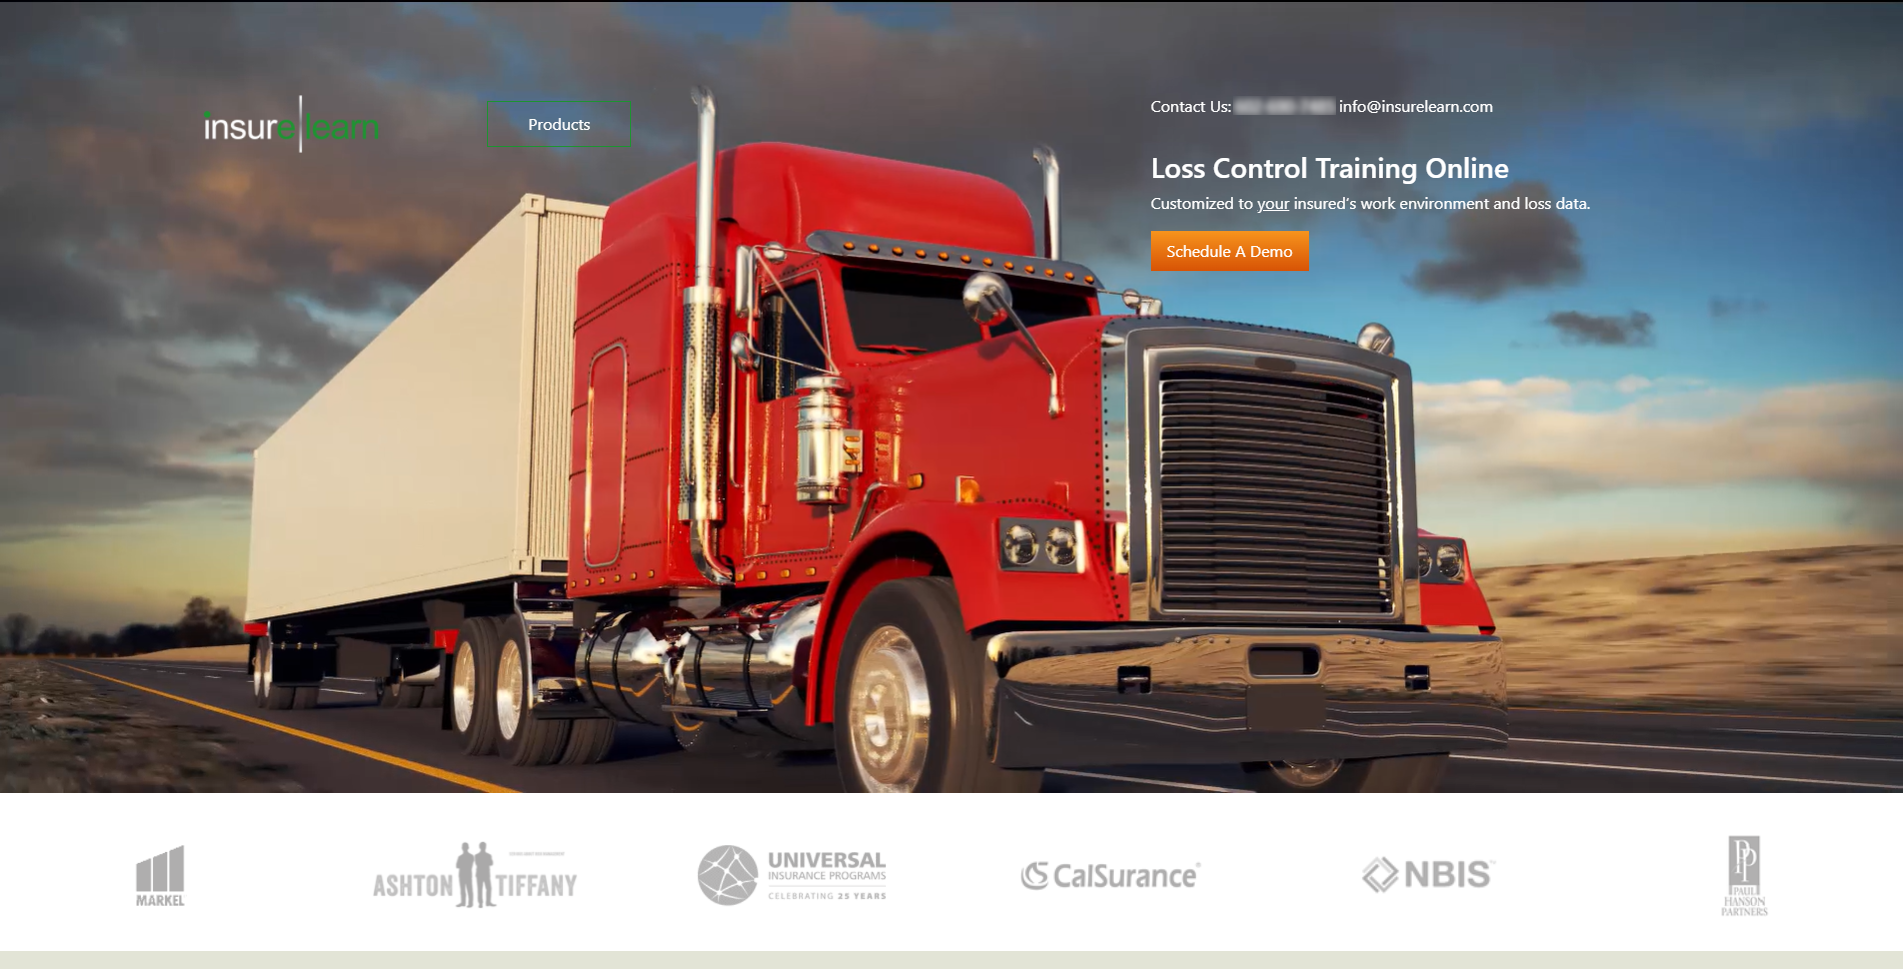 insure|learn
Products
Contact Us: info@insurelearn.com
Loss Control Training Online
Customized to your insured's work environment and loss data.
Schedule A Demo
MARKEL
ASHTON TIFFANY
UNIVERSAL
INSURANCE PROGRAMS
CELEBRATING 25 YEARS
CalSurance®
NBIS
PP
PAUL
HANSON
PARTNERS